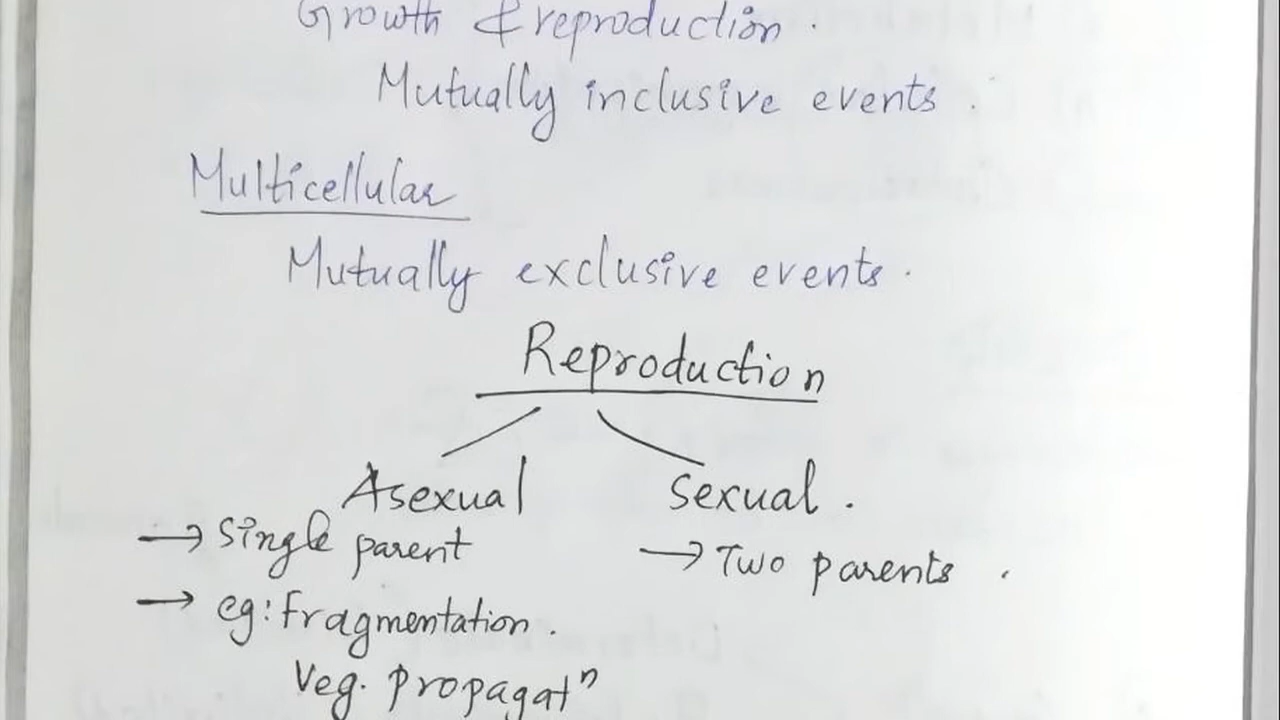 Growth & reproduction.
Mutually inclusive events.
Multicellular
Mutually exclusive events.
Reproduction
Asexual Sexual.
→ Single parent → Two parents.
→ eg: fragmentation.
Veg. propagatⁿ